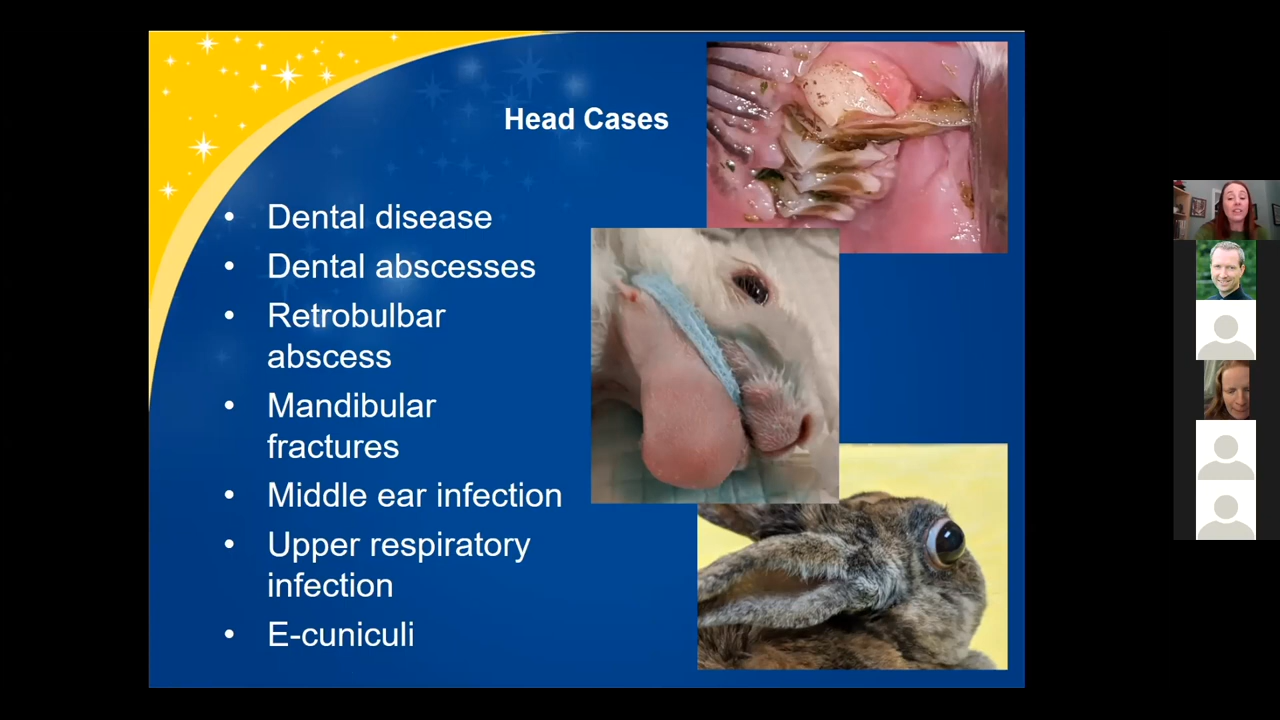 Head Cases
• Dental disease
• Dental abscesses
• Retrobulbar
abscess
• Mandibular
fractures
• Middle ear infection
• Upper respiratory
infection
• E-cuniculi